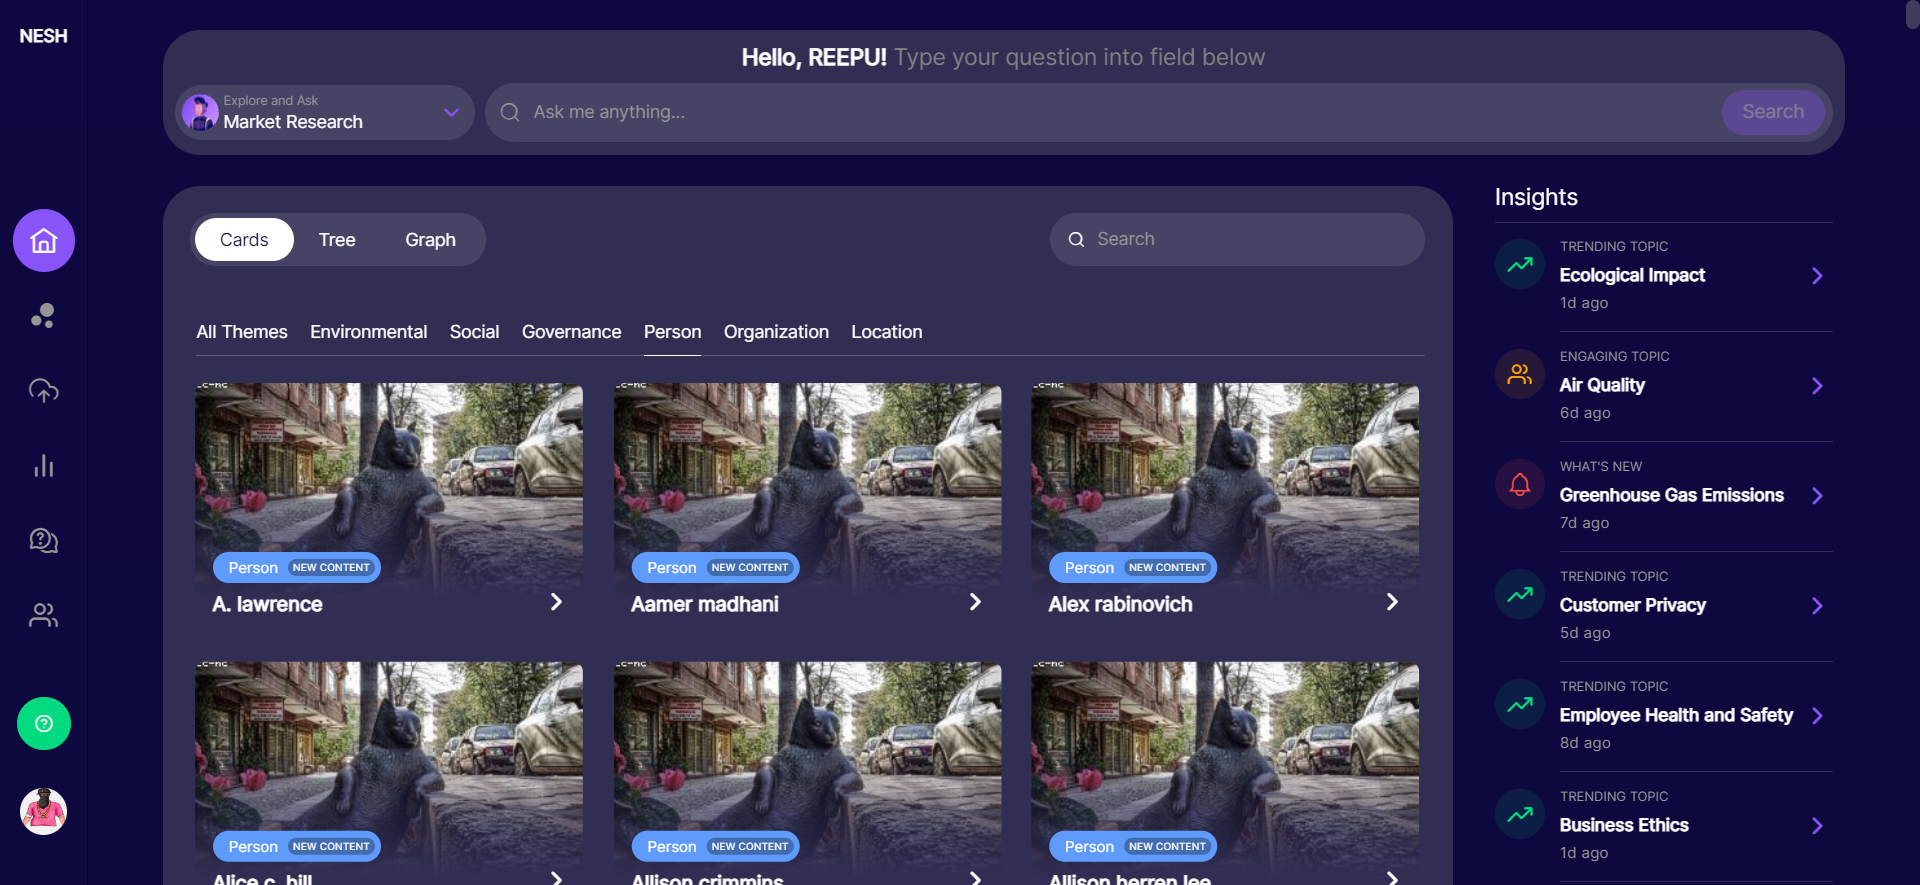 NESH
Hello, REEPU! Type your question into field below
Explore and Ask
Market Research
Ask me anything...
Search
Cards
Tree
Graph
Search
All Themes
Environmental
Social
Governance
Person
Organization
Location
Person NEW CONTENT
A. lawrence
Person NEW CONTENT
Aamer madhani
Person NEW CONTENT
Alex rabinovich
Person NEW CONTENT
Alice c. hill
Person NEW CONTENT
Allison crimmins
Person NEW CONTENT
Allison herren lee
Insights
TRENDING TOPIC
Ecological Impact
1d ago
ENGAGING TOPIC
Air Quality
6d ago
WHAT'S NEW
Greenhouse Gas Emissions
7d ago
TRENDING TOPIC
Customer Privacy
5d ago
TRENDING TOPIC
Employee Health and Safety
8d ago
TRENDING TOPIC
Business Ethics
1d ago